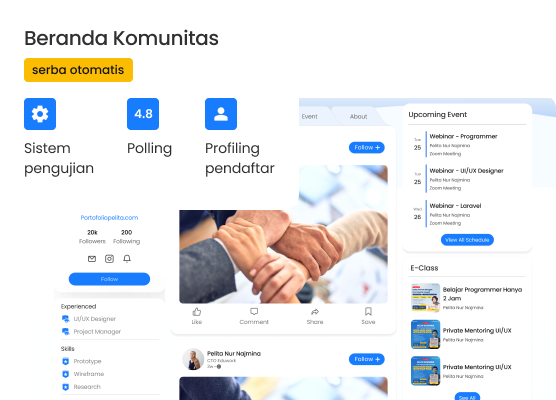 Beranda Komunitas
serba otomatis
4.8
Sistem
pengujian
Polling
Profiling
pendaftar
Event
About
Follow +
Portofoliopelita.com
20k
Followers
200
Following
Follow
Experienced
UI/UX Designer
Project Manager
Skills
Prototype
Wireframe
Research
Like
Comment
Share
Save
Pelita Nur Najmina
CTO Eduwork
2w
Follow +
Upcoming Event
25
Webinar - Programmer
Pelita Nur Najmina
Zoom Meeting
Tue
25
Webinar - UI/UX Designer
Pelita Nur Najmina
Zoom Meeting
Wed
26
Webinar - Laravel
Pelita Nur Najmina
Zoom Meeting
View All Schedule
E-Class
Belajar Programmer Hanya
2 Jam
Pelita Nur Najmina
Private Mentoring UI/UX
Pelita Nur Najmina
Private Mentoring UI/UX
Pelita Nur Najmina
See All